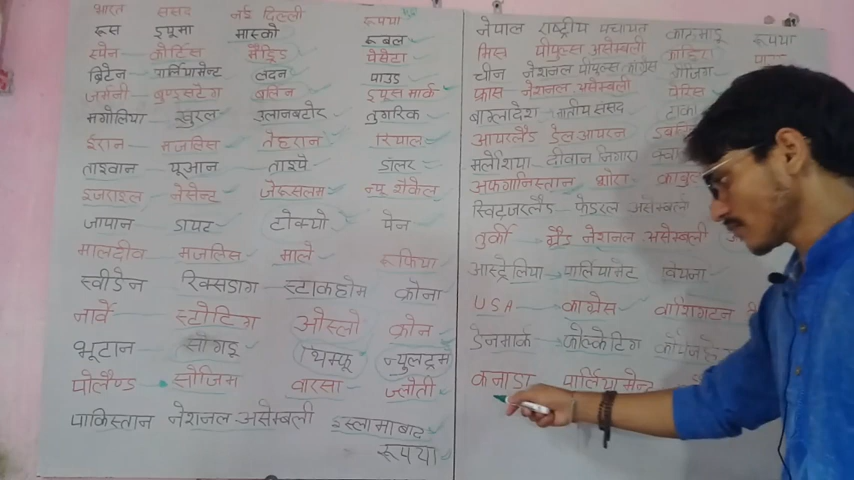 भारत संसद नई दिल्ली रूपया
रूस ड्यूमा मास्को रूबल
स्पेन कोर्टेस मैड्रिड पेसेटा
ब्रिटेन पार्लियामेन्ट लंदन पाउंड
जर्मनी बुण्डसटैग बर्लिन ड्यूस मार्क
मंगोलिया खुरल उलानबटोर तुगरिक
ईरान मजलिस तेहरान रियाल
ताइवान यूआन ताइपे डॉलर
इजराइल नेसेन्ट जेरूसलम न्यू शेकेल
जापान डायट टोक्यो येन
मालदीव मजलिस माले रूफिया
स्वीडेन रिक्सडाग स्टाकहोम क्रोना
नार्वे स्टोर्टिंग ओस्लो क्रोन
भूटान सोंगडू थिम्फू न्गुलट्रम
पोलैण्ड सोजिम वारसा ज्लोती
पाकिस्तान नेशनल असेम्बली इस्लामाबाद
रूपया
नेपाल राष्ट्रीय पंचायत काठमांडू रूपया
मिस्र पीपुल्स असेम्बली काहिरा
चीन नेशनल पीपुल्स कांग्रेस
फ्रांस नेशनल असेम्बली पेरिस
बांग्लादेश जातीय संसद ढाका
आयरलैंड डेल आयरन डबलिन
मलेशिया दीवान निगारा
अफगानिस्तान शोरा काबुल
स्विट्जरलैंड फेडरल असेम्बली
तुर्की ग्रैंड नेशनल असेम्बली
आस्ट्रेलिया पार्लियामेंट वियना
USA कांग्रेस वाशिंगटन
डेनमार्क फोल्केटिंग
कनाडा पार्लियामेन्ट